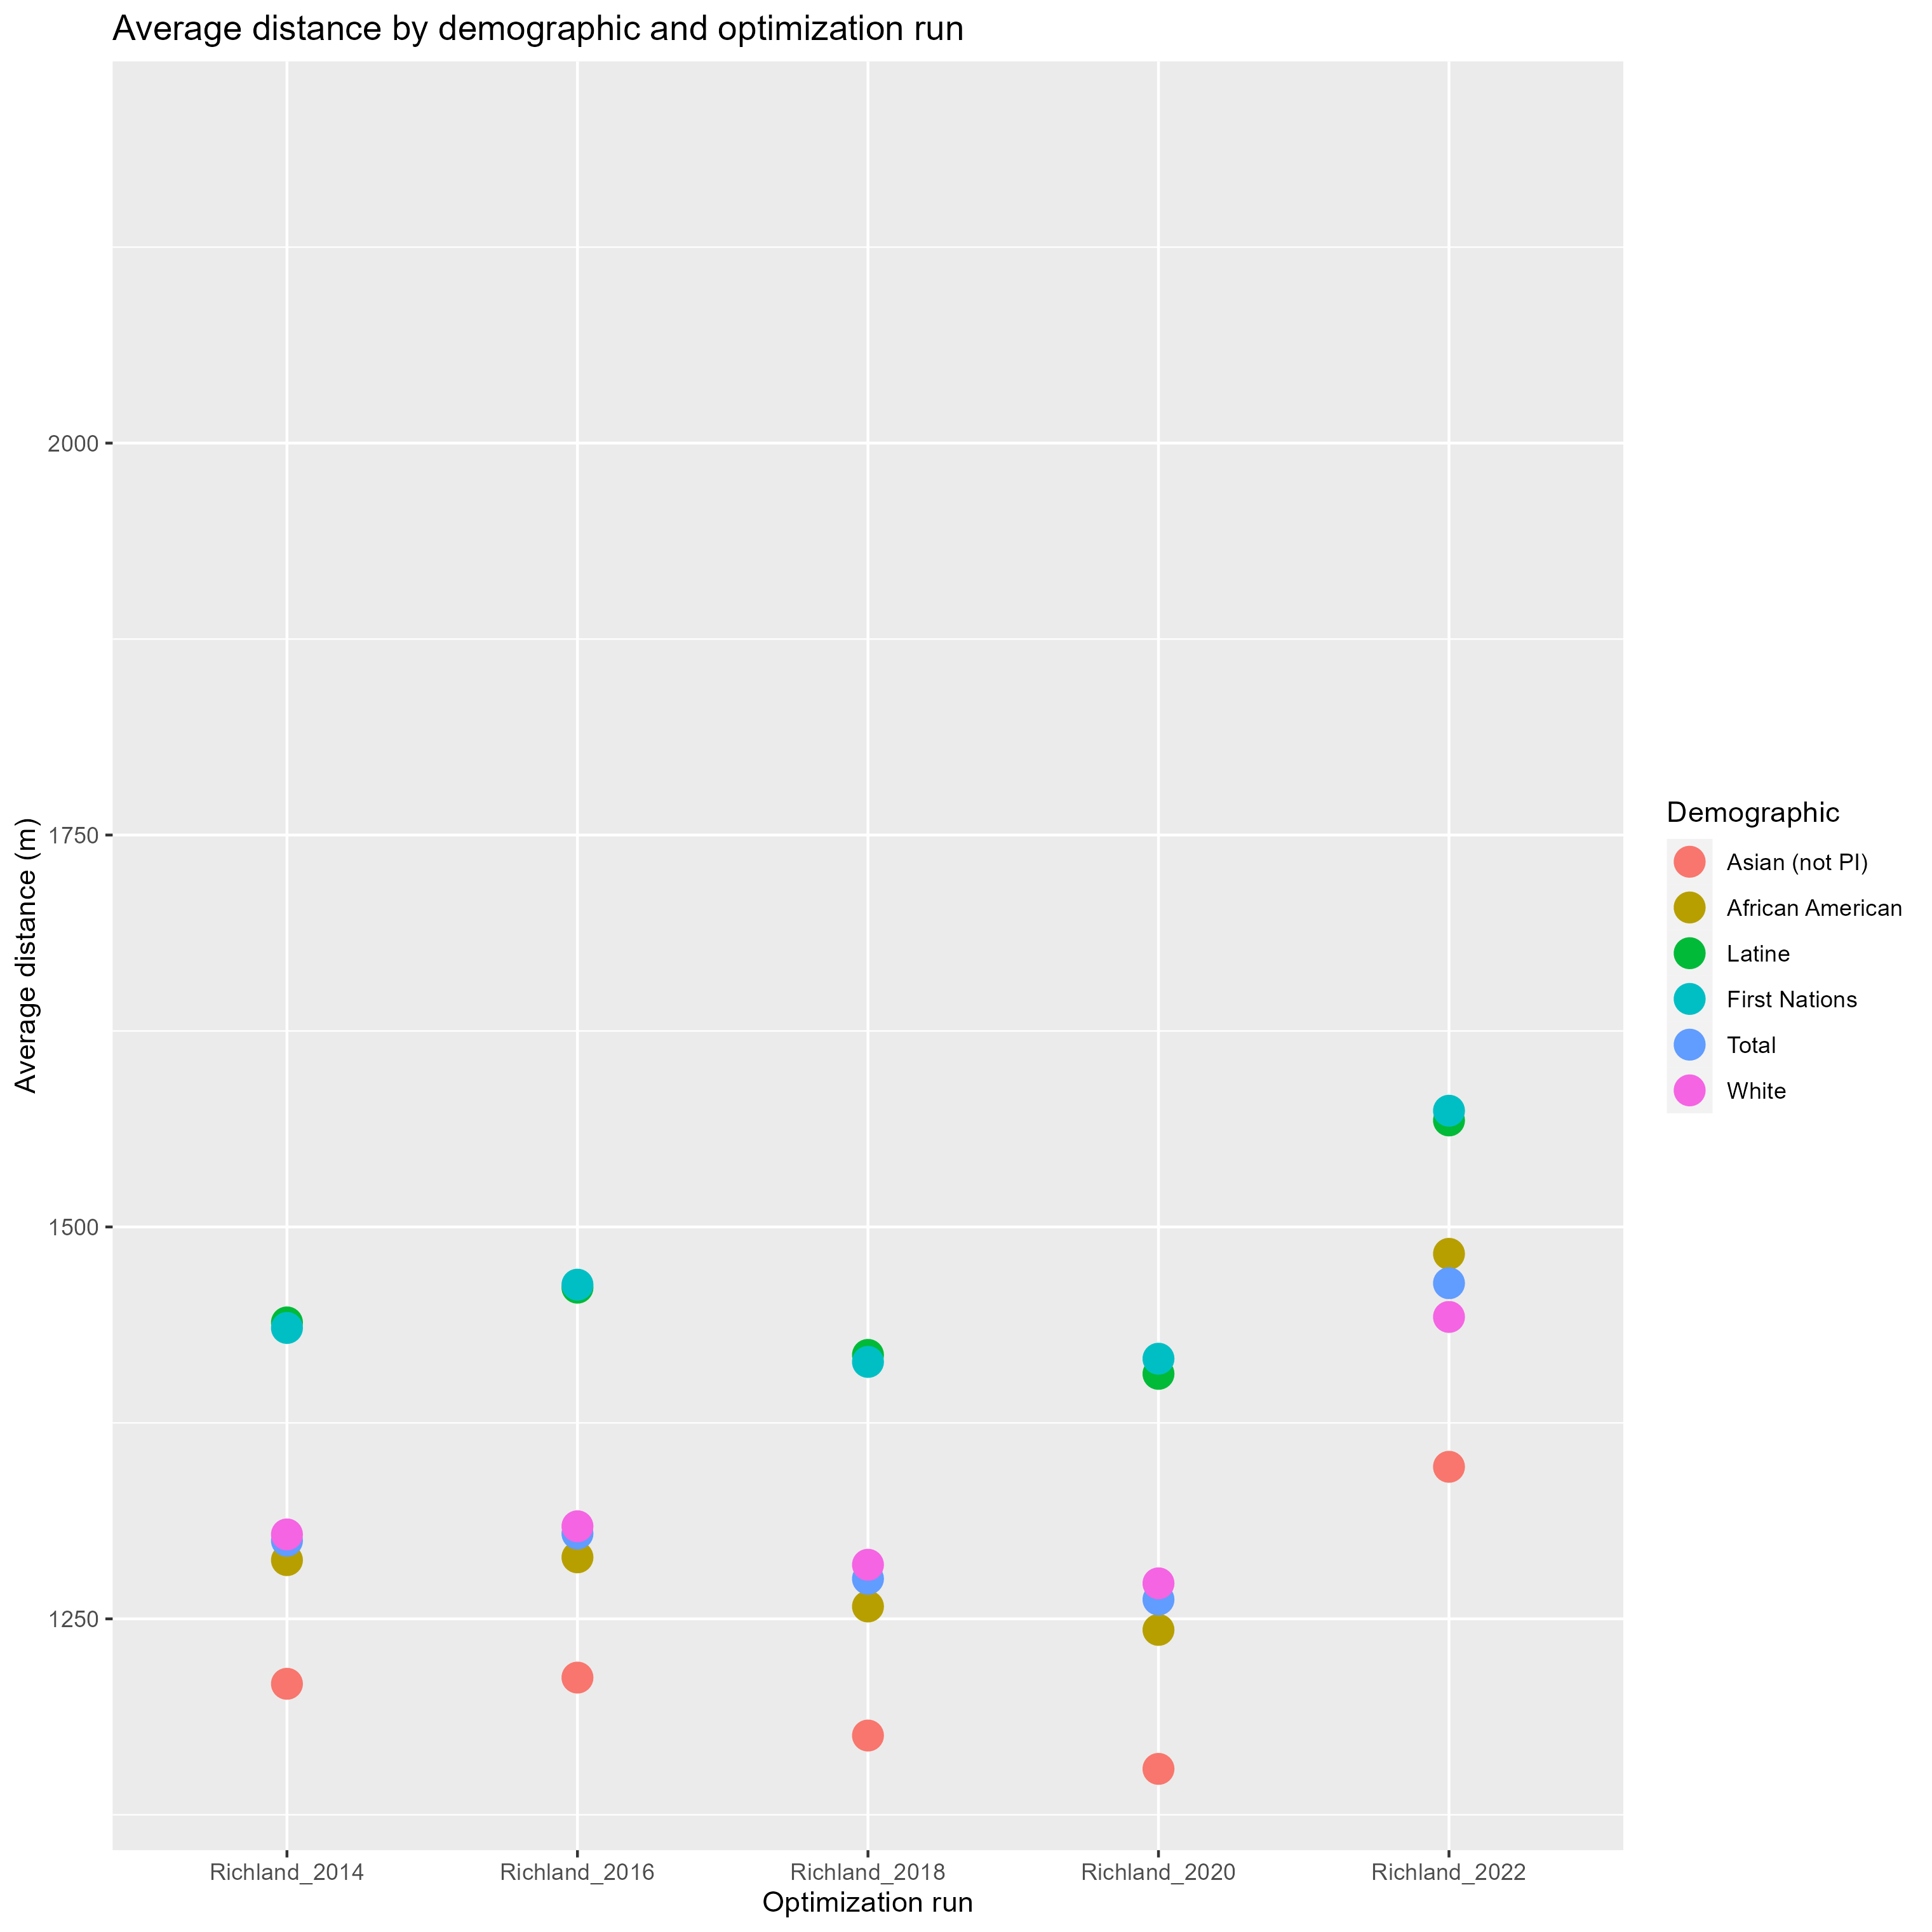 Average distance by demographic and optimization run
Average distance (m)
2000
1750
1500
1250
Richland_2014
Richland_2016
Richland_2018
Richland_2020
Richland_2022
Optimization run
Demographic
Asian (not PI)
African American
Latine
First Nations
Total
White